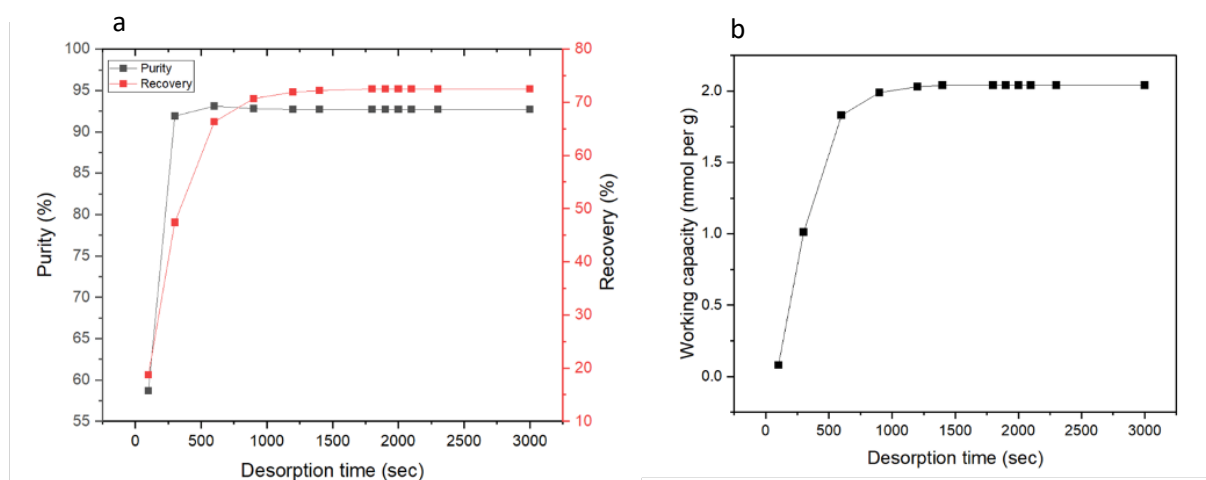 a
100
95
90
85
80
75
70
65
60
55
Purity (%)
Purity
Recovery
80
70
60
50
40
30
20
10
Recovery (%)
0 500 1000 1500 2000 2500 3000
Desorption time (sec)
b
2.0
1.5
1.0
0.5
0.0
Working capacity (mmol per g)
0 500 1000 1500 2000 2500 3000
Desorption time (sec)